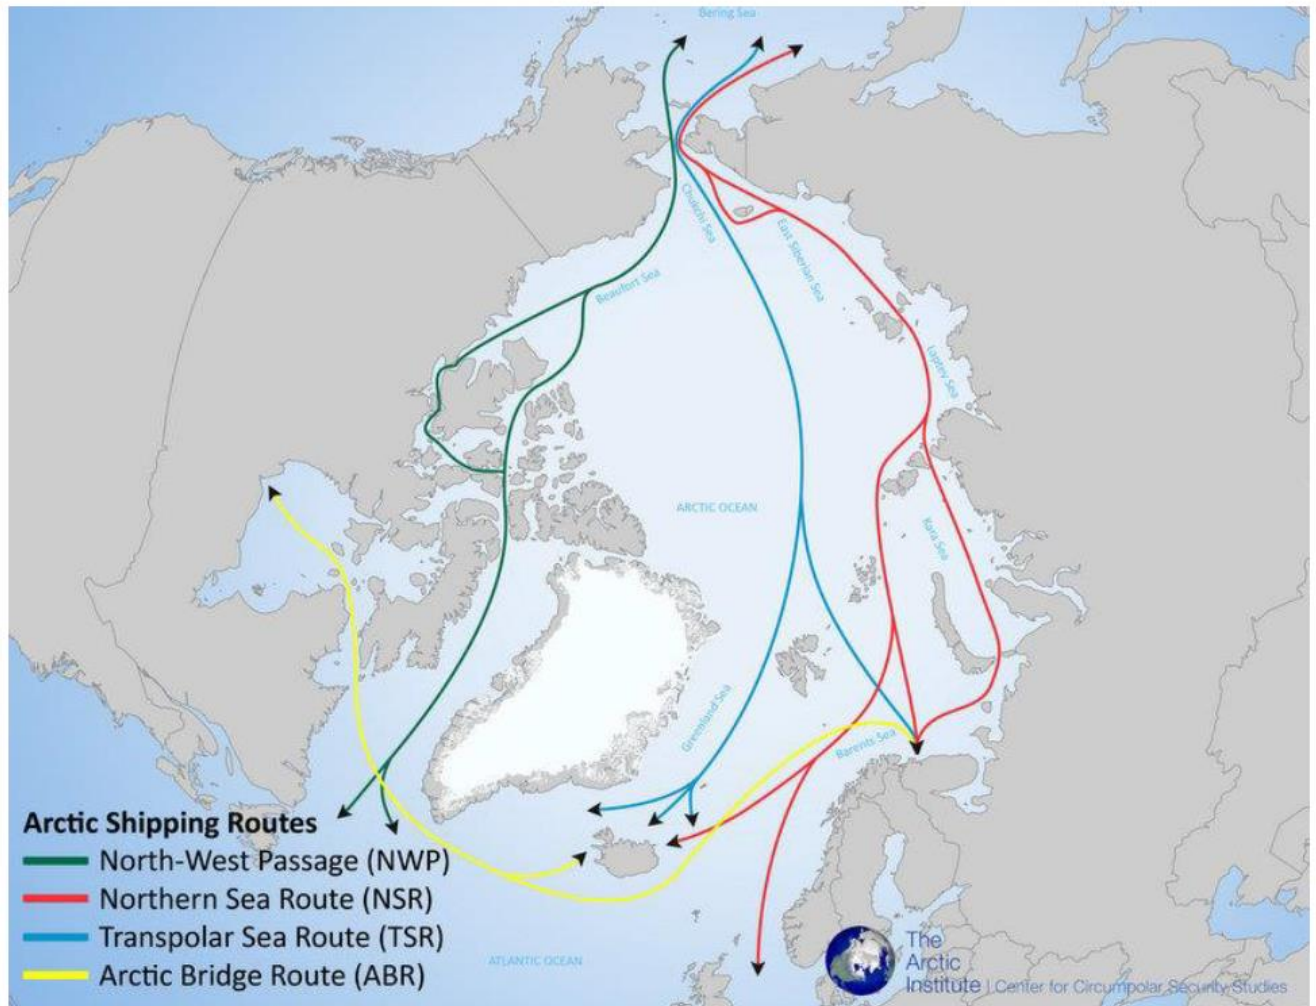 Bering Sea
Chukchi Sea
East Siberian Sea
Beaufort Sea
Laptev Sea
ARCTIC OCEAN
Kara Sea
Greenland Sea
Barents Sea
Arctic Shipping Routes
North-West Passage (NWP)
Northern Sea Route (NSR)
Transpolar Sea Route (TSR)
Arctic Bridge Route (ABR)
ATLANTIC OCEAN
The
Arctic
Institute | Center for Circumpolar Security Studies